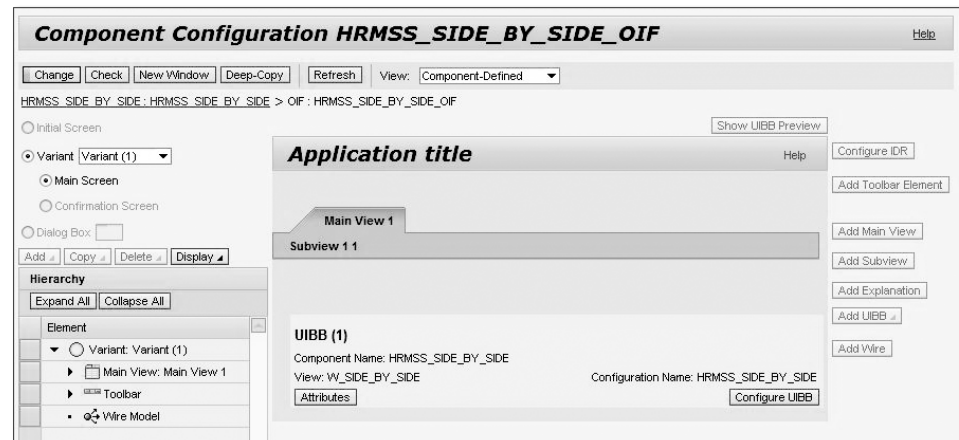 Component Configuration HRMSS_SIDE_BY_SIDE_OIF
Help
Change Check New Window Deep-Copy Refresh View: Component-Defined
HRMSS_SIDE_BY_SIDE : HRMSS_SIDE_BY_SIDE > OIF : HRMSS_SIDE_BY_SIDE_OIF
Initial Screen
Variant Variant (1)
Main Screen
Confirmation Screen
Dialog Box
Add Copy Delete Display
Hierarchy
Expand All Collapse All
Element
Variant: Variant (1)
Main View: Main View 1
Toolbar
Wire Model
Show UIBB Preview
Application title
Help
Main View 1
Subview 1 1
UIBB (1)
Component Name: HRMSS_SIDE_BY_SIDE
View: W_SIDE_BY_SIDE
Configuration Name: HRMSS_SIDE_BY_SIDE
Attributes
Configure UIBB
Configure IDR
Add Toolbar Element
Add Main View
Add Subview
Add Explanation
Add UIBB
Add Wire